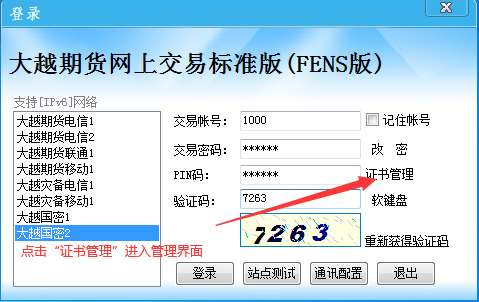 登录
大越期货网上交易标准版(FENS版)
支持[IPv6]网络
大越期货电信1
大越期货电信2
大越期货联通1
大越期货移动1
大越灾备电信1
大越灾备移动1
大越国密1
大越国密2
点击“证书管理”进入管理界面
交易帐号： 1000 记住帐号
交易密码： ****** 改 密
PIN码： ****** 证书管理
验证码： 7263 软键盘
7263 重新获得验证码
登录 站点测试 通讯配置 退出